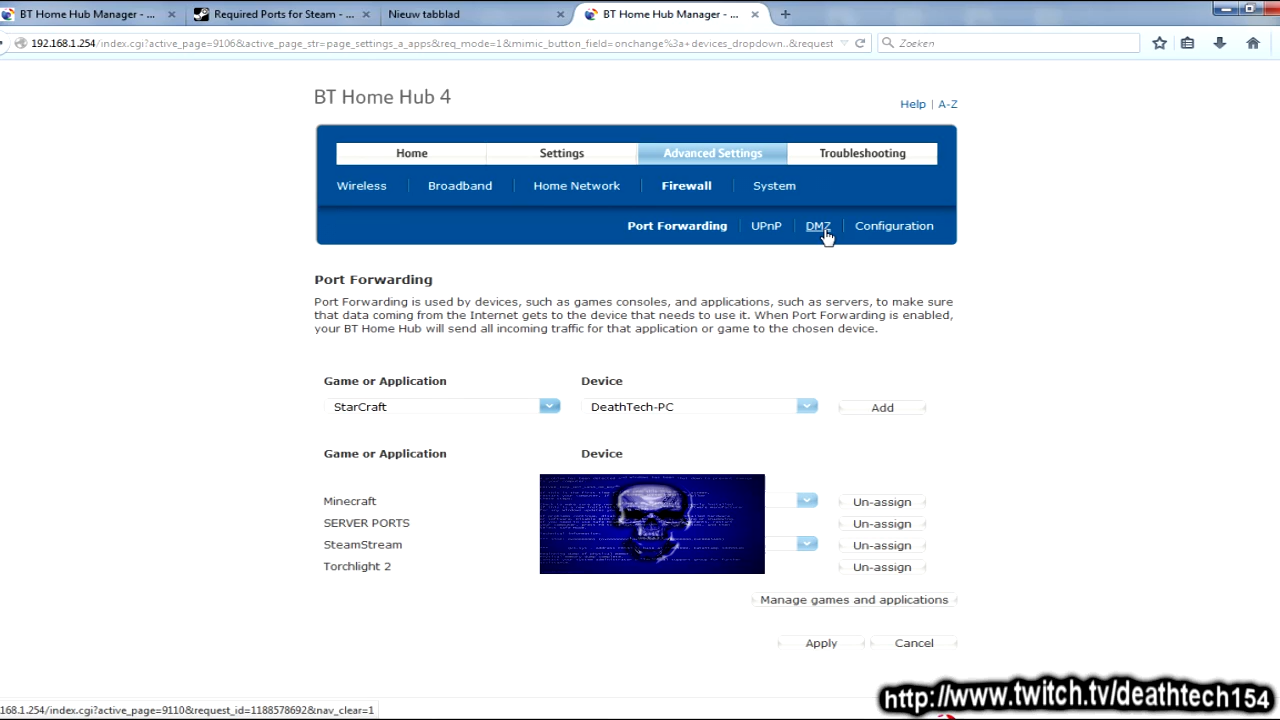 BT Home Hub Manager - ...
Required Ports for Steam - ...
Nieuw tabblad
BT Home Hub Manager - ...
192.168.1.254/index.cgi?active_page=9106&active_page_str=page_settings_a_apps&req_mode=1&mimic_button_field=onchange%3a+devices_dropdown..&request
Zoeken
BT Home Hub 4
Help | A-Z
Home Settings Advanced Settings Troubleshooting
Wireless Broadband Home Network Firewall System
Port Forwarding UPnP DMZ Configuration
Port Forwarding
Port Forwarding is used by devices, such as games consoles, and applications, such as servers, to make sure
that data coming from the Internet gets to the device that needs to use it. When Port Forwarding is enabled,
your BT Home Hub will send all incoming traffic for that application or game to the chosen device.
Game or Application Device
StarCraft DeathTech-PC Add
Game or Application Device
Minecraft Un-assign
SERVER PORTS Un-assign
SteamStream Un-assign
Torchlight 2 Un-assign
Manage games and applications
Apply Cancel
http://www.twitch.tv/deathtech154
168.1.254/index.cgi?active_page=9110&request_id=1188578692&nav_clear=1